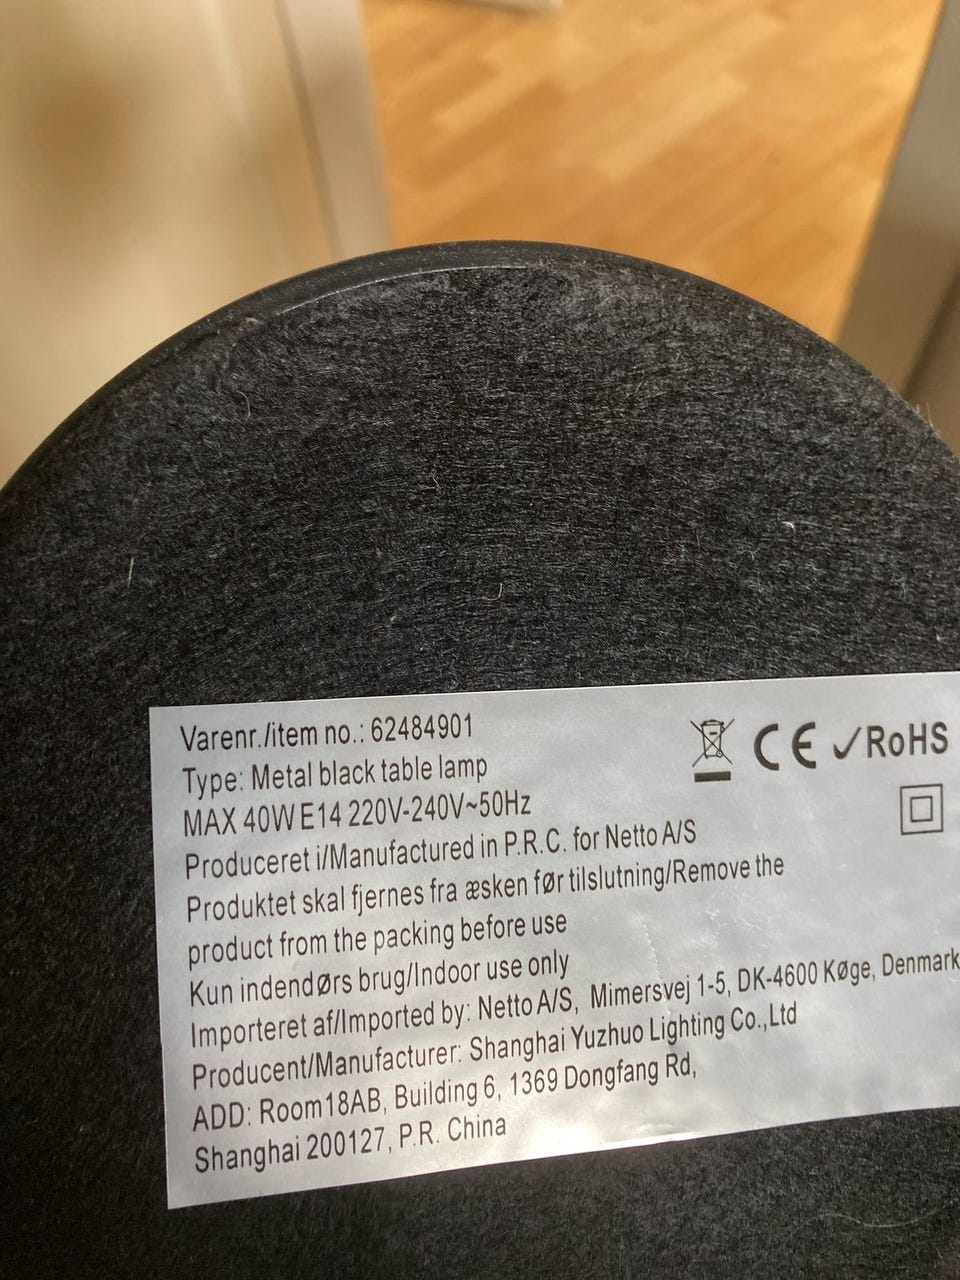 Varenr./item no.: 62484901
Type: Metal black table lamp
MAX 40W E14 220V-240V~50Hz
CE ✓RoHS
Produceret i/Manufactured in P.R.C. for Netto A/S
Produktet skal fjernes fra æsken før tilslutning/Remove the
product from the packing before use
Kun indendørs brug/Indoor use only
Importeret af/Imported by: Netto A/S, Mimersvej 1-5, DK-4600 Køge, Denmark
Producent/Manufacturer: Shanghai Yuzhuo Lighting Co.,Ltd
ADD: Room18AB, Building 6, 1369 Dongfang Rd,
Shanghai 200127, P.R. China